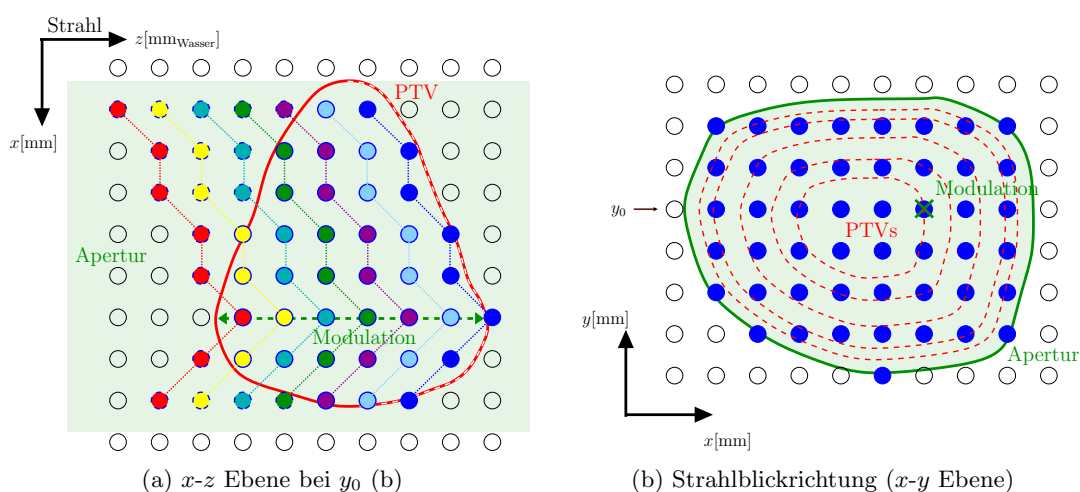 Strahl
z[mm_Wasser]
x[mm]
PTV
Apertur
Modulation
(a) x-z Ebene bei y₀ (b)
Modulation
y₀
PTVs
y[mm]
Apertur
x[mm]
(b) Strahlblickrichtung (x-y Ebene)